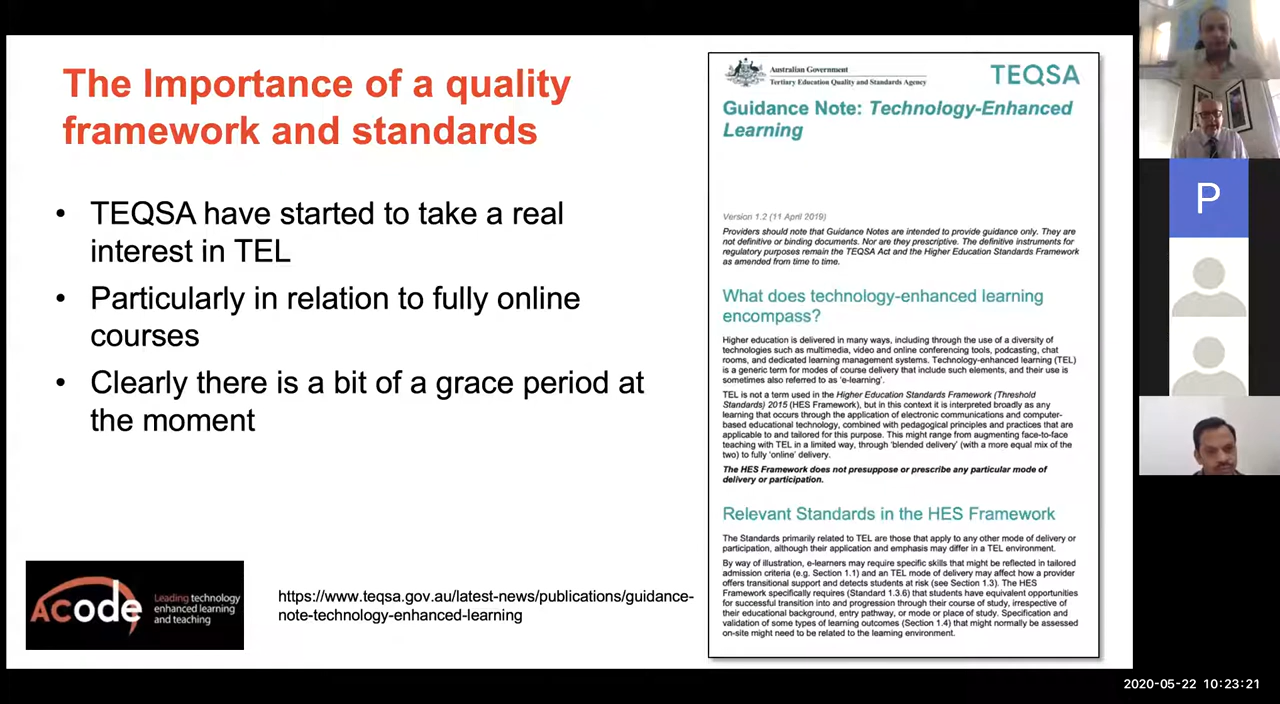 The Importance of a quality
framework and standards
• TEQSA have started to take a real
interest in TEL
• Particularly in relation to fully online
courses
• Clearly there is a bit of a grace period at
the moment
ACode
Leading technology
enhanced learning
and teaching
https://www.teqsa.gov.au/latest-news/publications/guidance-
note-technology-enhanced-learning
Australian Government
Tertiary Education Quality and Standards Agency
TEQSA
Guidance Note: Technology-Enhanced
Learning
Version 1.2 (11 April 2019)
Providers should note that Guidance Notes are intended to provide guidance only. They are
not definitive or binding documents. Nor are they prescriptive. The definitive instruments for
regulatory purposes remain the TEQSA Act and the Higher Education Standards Framework
as amended from time to time.
What does technology-enhanced learning
encompass?
Higher education is delivered in many ways, including through the use of a diversity of
technologies such as multimedia, video and online conferencing tools, podcasting, chat
rooms, and dedicated learning management systems. Technology-enhanced learning (TEL)
is a generic term for modes of course delivery that include such elements, and their use is
sometimes also referred to as 'e-learning'.
TEL is not a term used in the Higher Education Standards Framework (Threshold
Standards) 2015 (HES Framework), but in this context it is interpreted broadly as any
learning that occurs through the application of electronic communications and computer-
based educational technology, combined with pedagogical principles and practices that are
applicable to and tailored for this purpose. This might range from augmenting face-to-face
teaching with TEL in a limited way, through 'blended delivery' (with a more equal mix of the
two) to fully 'online' delivery.
The HES Framework does not presuppose or prescribe any particular mode of
delivery or participation.
Relevant Standards in the HES Framework
The Standards primarily related to TEL are those that apply to any other mode of delivery or
participation, although their application and emphasis may differ in a TEL environment.
By way of illustration, e-learners may require specific skills that might be reflected in tailored
admission criteria (e.g. Section 1.1) and an TEL mode of delivery may affect how a provider
offers transitional support and detects students at risk (see Section 1.3). The HES
Framework specifically requires (Standard 1.3.6) that students have equivalent opportunities
for successful transition into and progression through their course of study, irrespective of
their educational background, entry pathway, or mode or place of study. Specification and
validation of some types of learning outcomes (Section 1.4) that might normally be assessed
on-site might need to be related to the learning environment.
P
2020-05-22 10:23:21